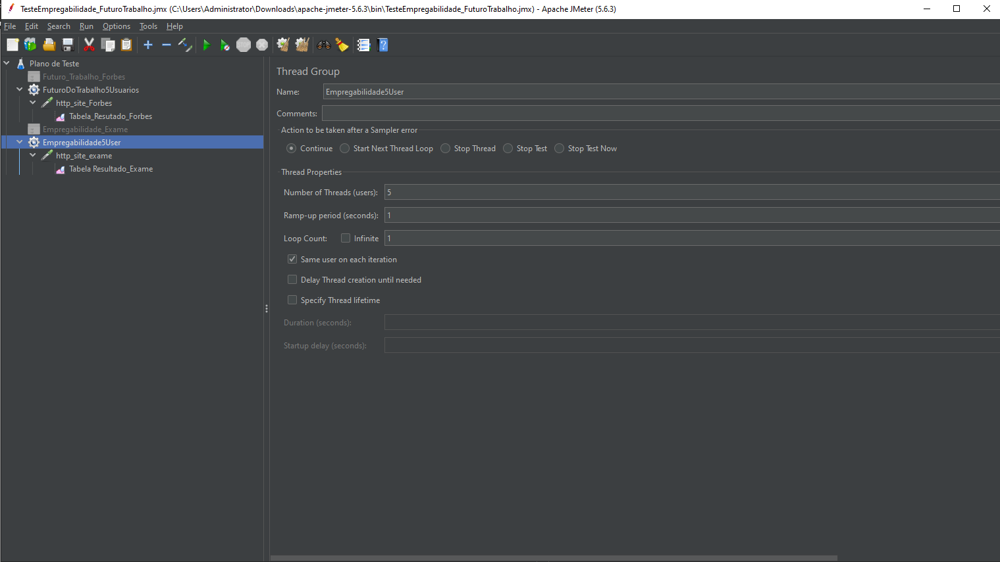 TesteEmpregabilidade_FuturoTrabalho.jmx (C:\Users\Administrator\Downloads\apache-jmeter-5.6.3\bin\TesteEmpregabilidade_FuturoTrabalho.jmx) - Apache JMeter (5.6.3)
File Edit Search Run Options Tools Help
STOP
Plano de Teste
Futuro_Trabalho_Forbes
FuturoDoTrabalho5Usuarios
http_site_Forbes
Tabela_Resutado_Forbes
Empregabilidade_Exame
Empregabilidade5User
http_site_exame
Tabela Resultado_Exame
Thread Group
Name: Empregabilidade5User
Comments:
Action to be taken after a Sampler error
Continue Start Next Thread Loop Stop Thread Stop Test Stop Test Now
Thread Properties
Number of Threads (users): 5
Ramp-up period (seconds): 1
Loop Count: Infinite 1
Same user on each iteration
Delay Thread creation until needed
Specify Thread lifetime
Duration (seconds):
Startup delay (seconds):